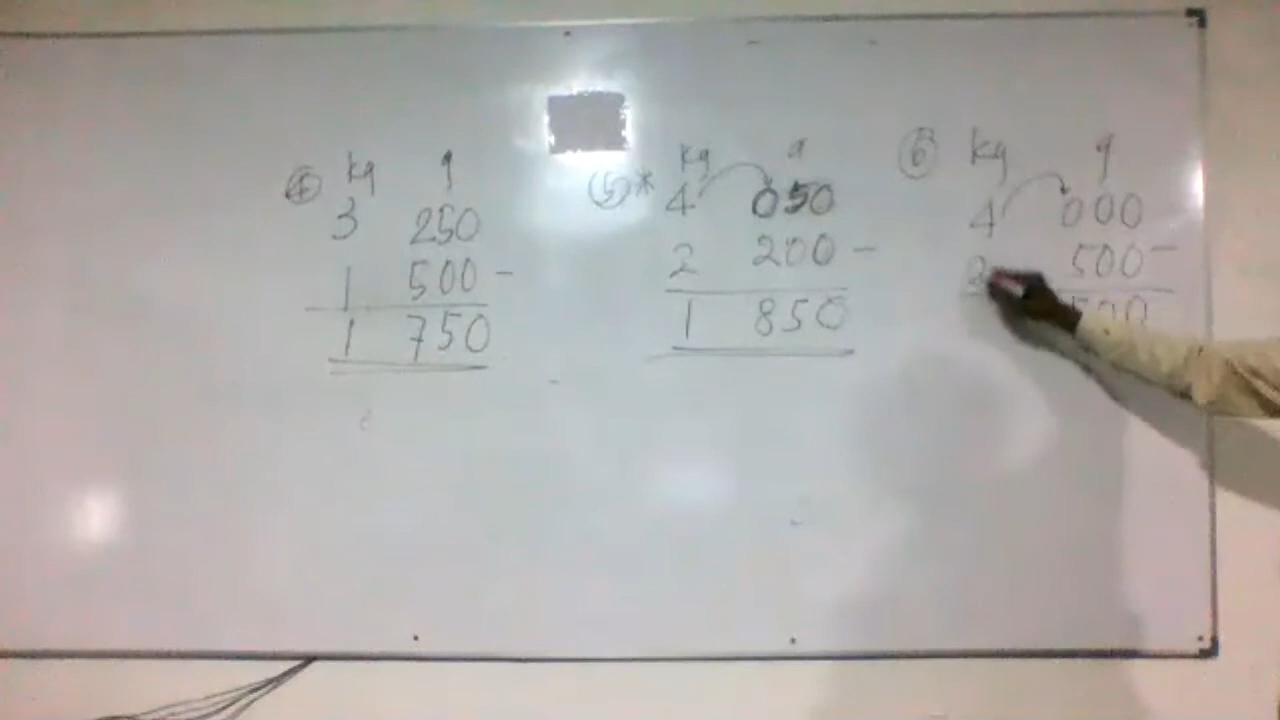 ④ kg g
3 250
1 500 -
1 750
⑤* kg g
4 050
2 200 -
1 850
⑥ kg g
4 000
2 500 -
500